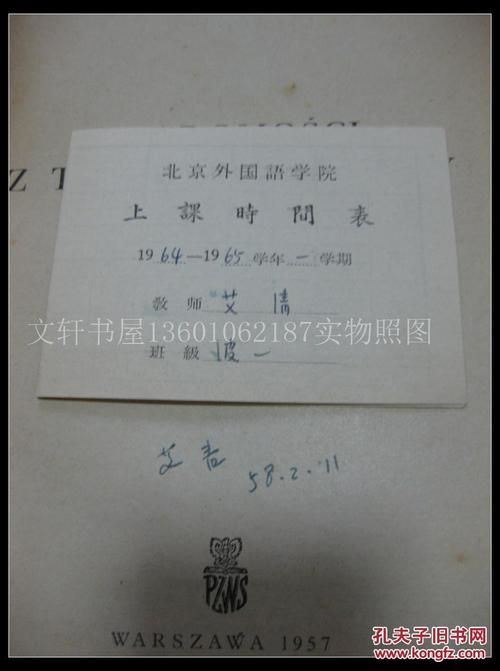 北京外国語学院
上課時間表
1964—1965学年一学期
教师 艾倩
文轩书屋13601062187实物照图
班級 波一
58.2.11
PZWS
WARSZAWA 1957
孔夫子旧书网
www.kongfz.com